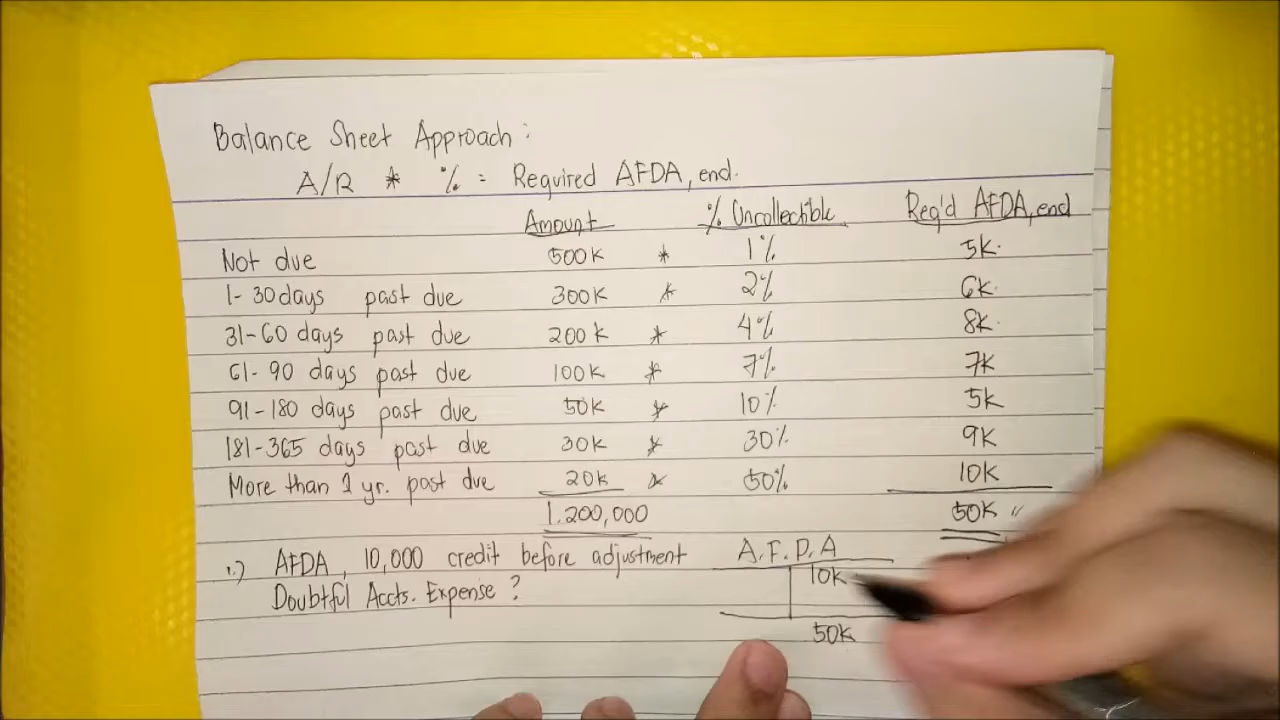 Balance Sheet Approach:
A/R * % = Required AFDA, end.
Amount % Uncollectible Req'd AFDA, end
Not due 500K * 1% 5K.
1-30 days past due 300K * 2% 6K.
31-60 days past due 200K * 4% 8K.
61-90 days past due 100K * 7% 7K
91-180 days past due 50K * 10% 5K
181-365 days past due 30K * 30% 9K
More than 1 yr. past due 20K * 50% 10K
1,200,000 50K "
1.) AFDA, 10,000 credit before adjustment A.F.D.A
10K
Doubtful Accts. Expense?
50K